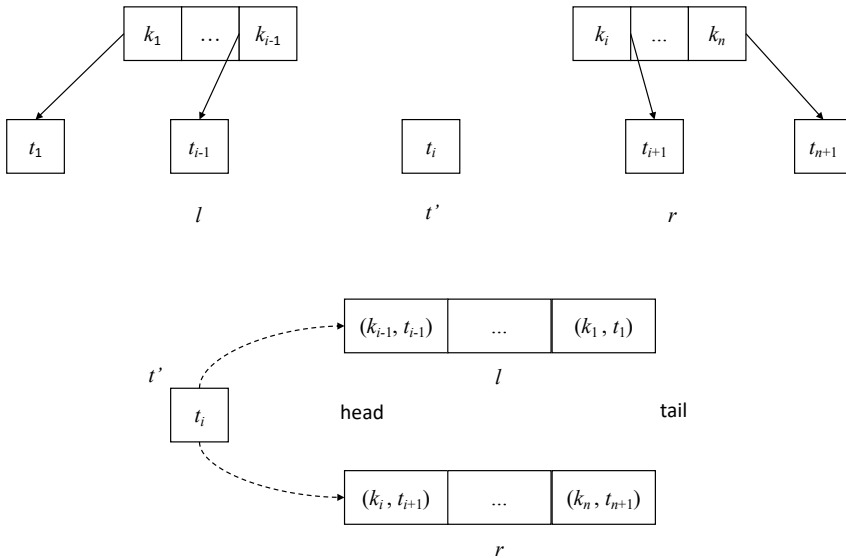 k1 ... ki-1 ki ... kn
t1 ti-1 ti ti+1 tn+1
l t’ r
(ki-1, ti-1) ... (k1, t1)
l
t’
ti
head tail
(ki, ti+1) ... (kn, tn+1)
r